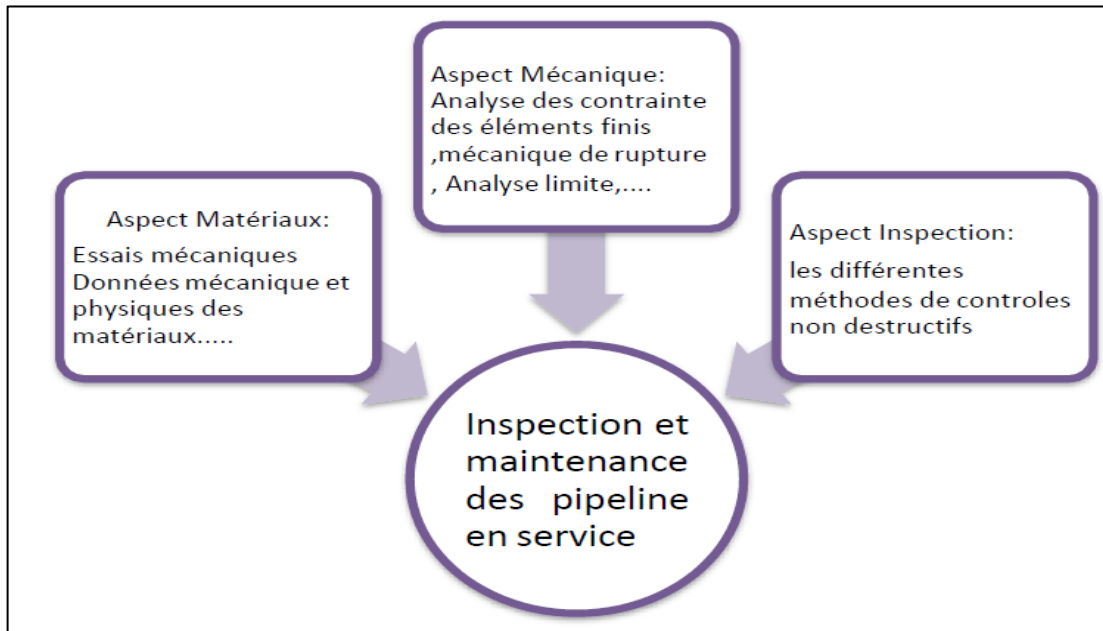 Aspect Mécanique:
Analyse des contrainte
des éléments finis
,mécanique de rupture
, Analyse limite,....
Aspect Matériaux:
Essais mécaniques
Données mécanique et
physiques des
matériaux.....
Aspect Inspection:
les différentes
méthodes de controles
non destructifs
Inspection et
maintenance
des pipeline
en service